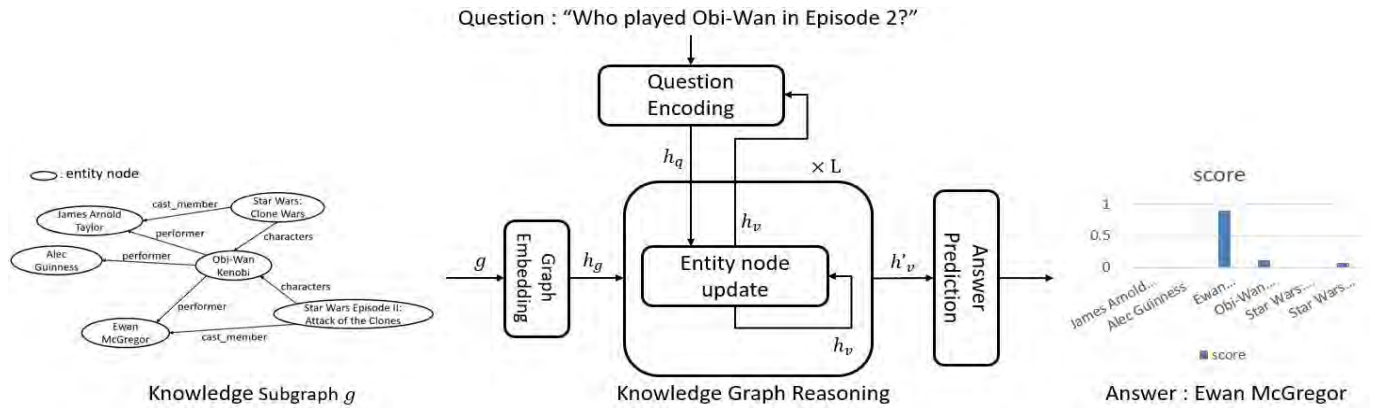 Question : “Who played Obi-Wan in Episode 2?”
Question
Encoding
h_q
× L
: entity node
cast_member
Star Wars:
Clone Wars
James Arnold
Taylor
performer
characters
Alec
Guinness
performer
Obi-Wan
Kenobi
characters
performer
Star Wars Episode II:
Attack of the Clones
Ewan
McGregor
cast_member
Knowledge Subgraph g
g
Graph
Embedding
h_g
h_v
Entity node
update
h_v
Knowledge Graph Reasoning
h'_v
Answer
Prediction
score
1
0.5
0
James Arnold...
Alec Guinness
Ewan...
Obi-Wan...
Star Wars...
Star Wars...
score
Answer : Ewan McGregor